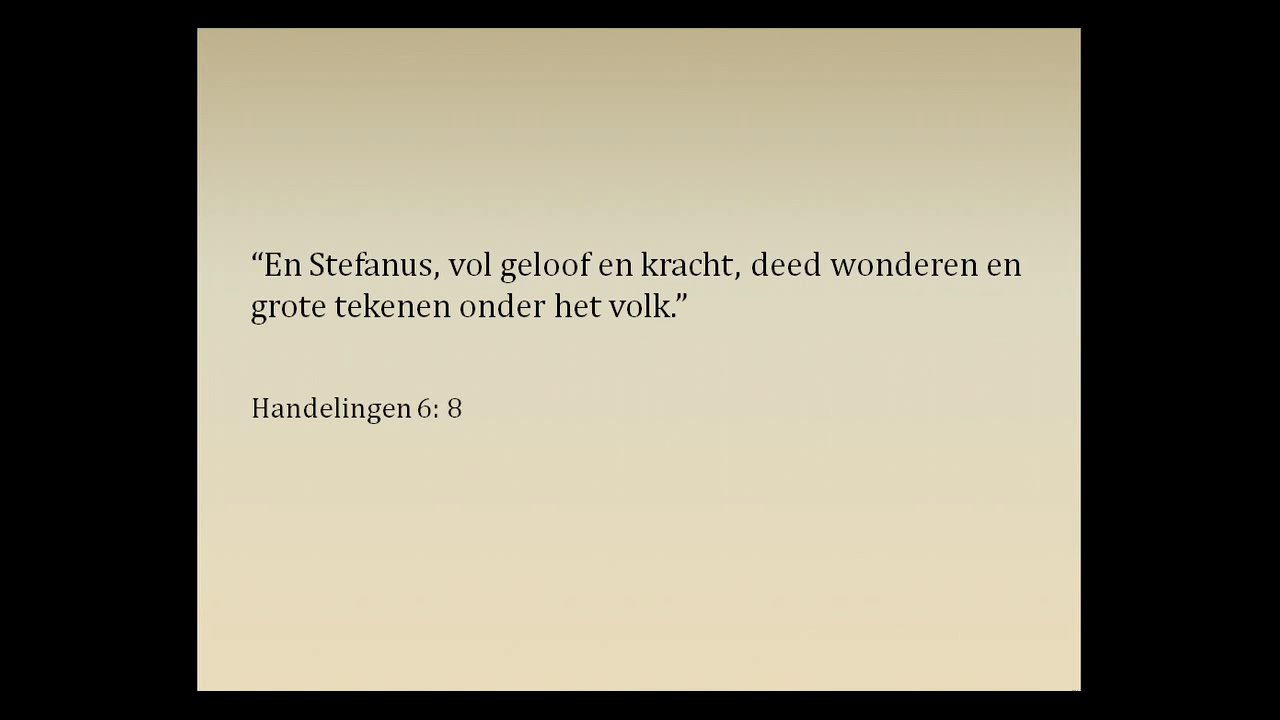 “En Stefanus, vol geloof en kracht, deed wonderen en
grote tekenen onder het volk.”
Handelingen 6: 8